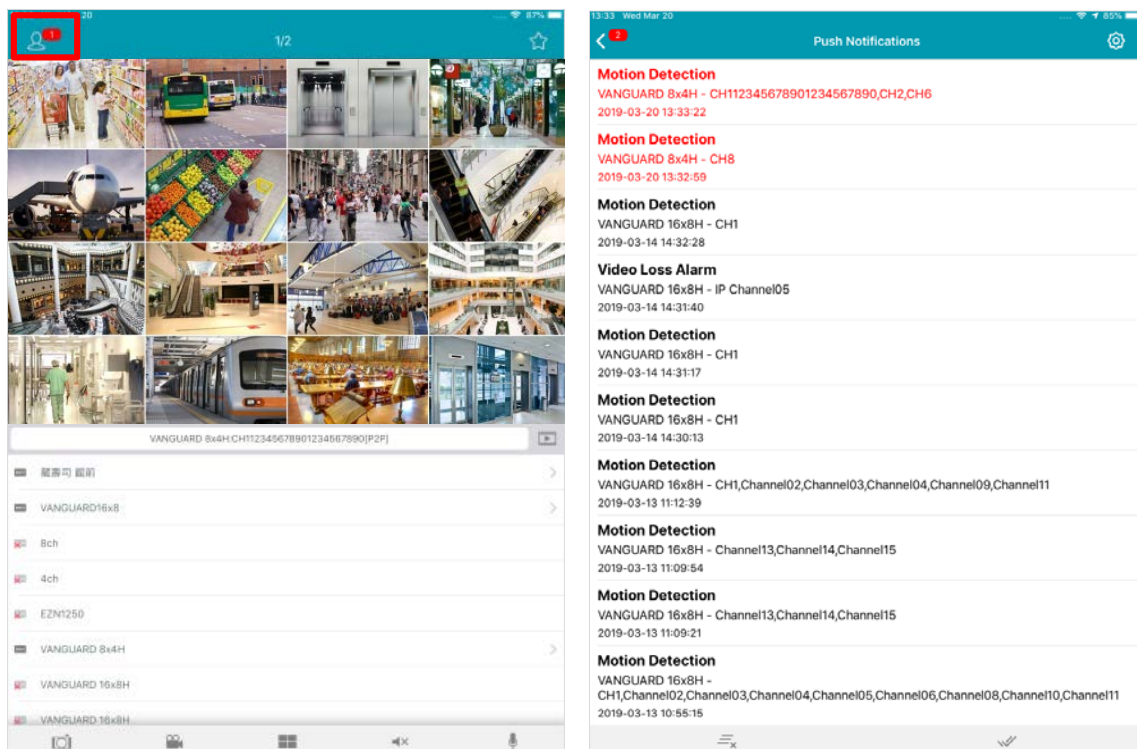 20
87%
1
1/2
VANGUARD 8x4H:CH112345678901234567890[P2P]
VANGUARD16x8
8ch
4ch
EZN1250
VANGUARD 8x4H
VANGUARD 16x8H
VANGUARD 16x8H
13:33 Wed Mar 20
85%
2
Push Notifications
Motion Detection
VANGUARD 8x4H - CH112345678901234567890,CH2,CH6
2019-03-20 13:33:22
Motion Detection
VANGUARD 8x4H - CH8
2019-03-20 13:32:59
Motion Detection
VANGUARD 16x8H - CH1
2019-03-14 14:32:28
Video Loss Alarm
VANGUARD 16x8H - IP Channel05
2019-03-14 14:31:40
Motion Detection
VANGUARD 16x8H - CH1
2019-03-14 14:31:17
Motion Detection
VANGUARD 16x8H - CH1
2019-03-14 14:30:13
Motion Detection
VANGUARD 16x8H - CH1,Channel02,Channel03,Channel04,Channel09,Channel11
2019-03-13 11:12:39
Motion Detection
VANGUARD 16x8H - Channel13,Channel14,Channel15
2019-03-13 11:09:54
Motion Detection
VANGUARD 16x8H - Channel13,Channel14,Channel15
2019-03-13 11:09:21
Motion Detection
VANGUARD 16x8H -
CH1,Channel02,Channel03,Channel04,Channel05,Channel06,Channel08,Channel10,Channel11
2019-03-13 10:55:15